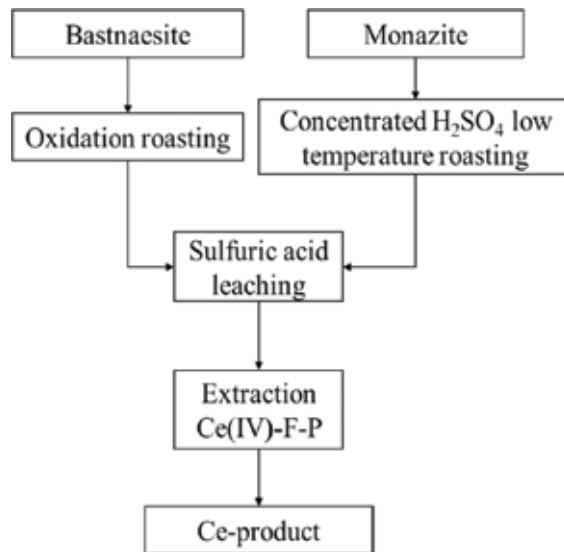 Bastnaesite
Monazite
Oxidation roasting
Concentrated H₂SO₄ low
temperature roasting
Sulfuric acid
leaching
Extraction
Ce(IV)-F-P
Ce-product